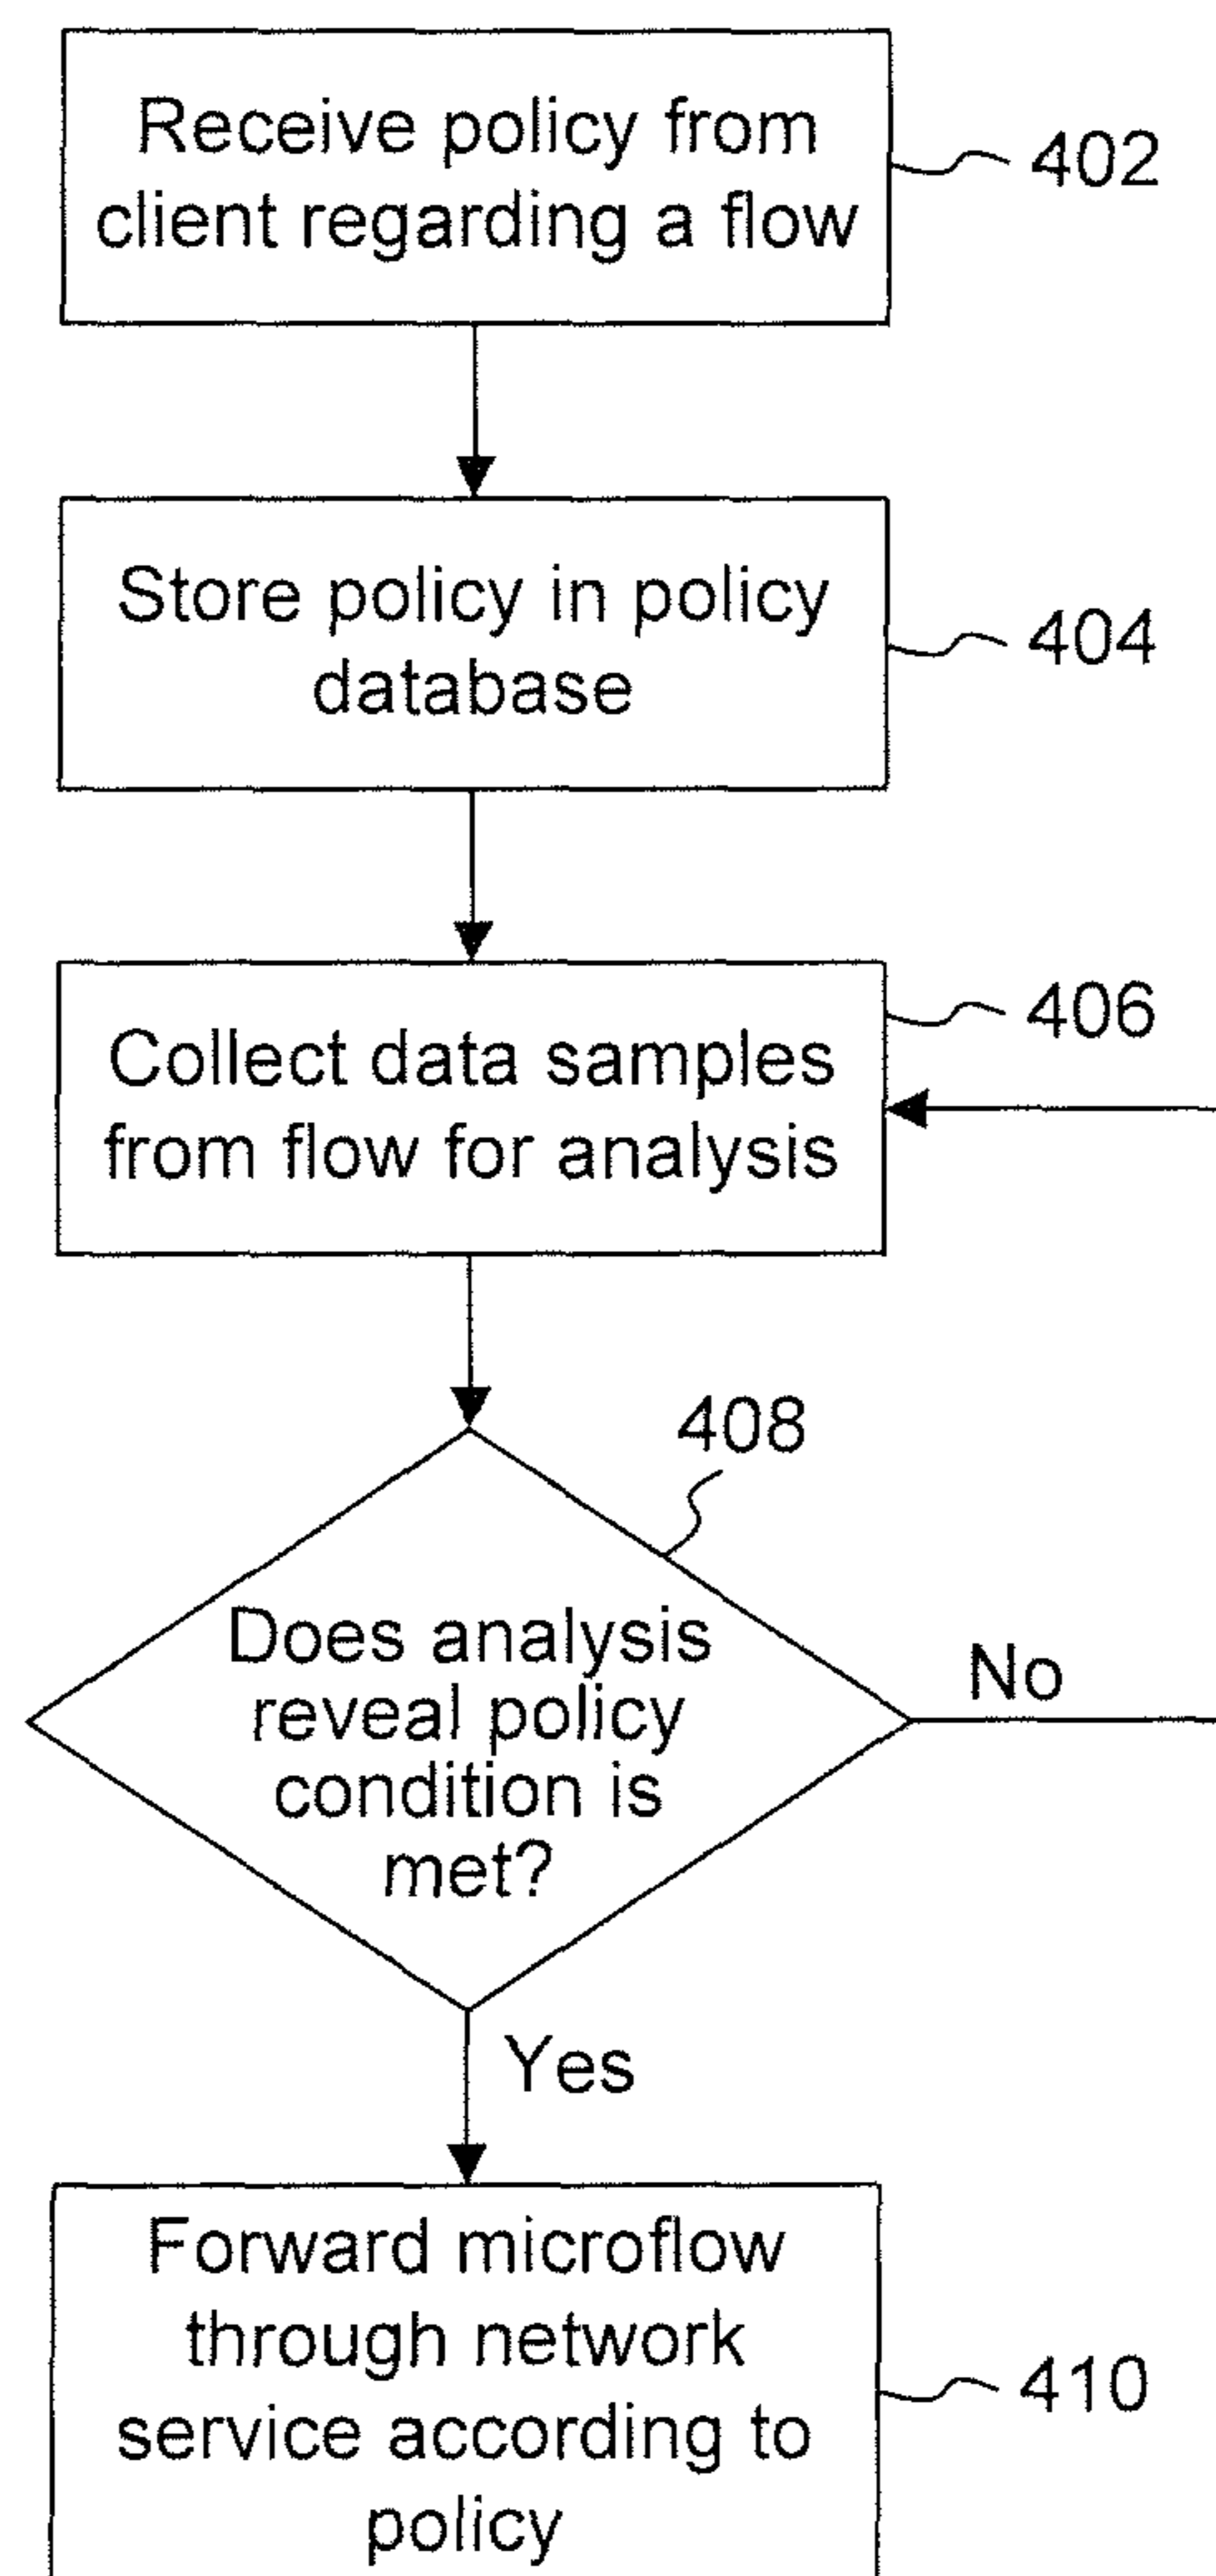 Receive policy from
client regarding a flow
402
Store policy in policy
database
404
406
Collect data samples
from flow for analysis
408
Does analysis
reveal policy
condition is
met?
No
Yes
Forward microflow
through network
service according to
policy
410